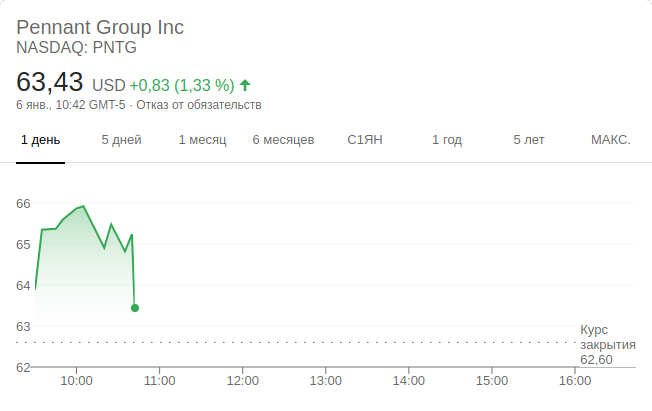 Pennant Group Inc
NASDAQ: PNTG
63,43 USD +0,83 (1,33 %)
6 янв., 10:42 GMT-5 · Отказ от обязательств
1 день 5 дней 1 месяц 6 месяцев С1ЯН 1 год 5 лет МАКС.
66
65
64
63
Курс
закрытия
62,60
62
10:00 11:00 12:00 13:00 14:00 15:00 16:00